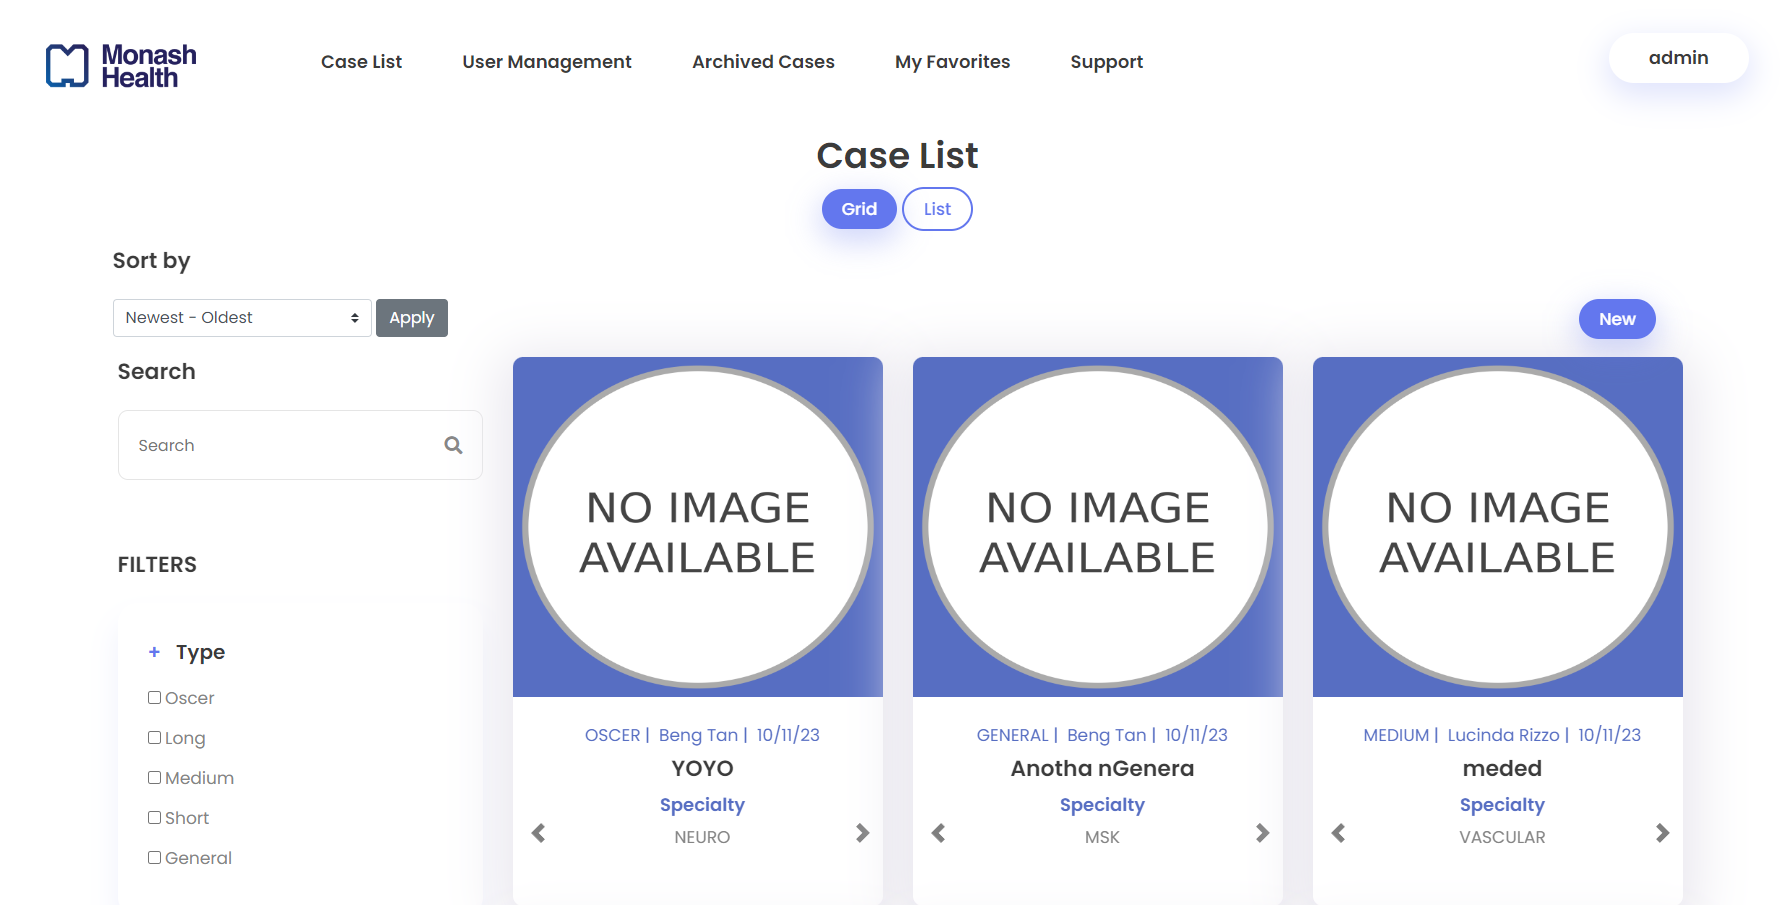 Monash Health
Case List
User Management
Archived Cases
My Favorites
Support
admin
Case List
Grid
List
Sort by
Newest - Oldest
Apply
New
Search
Search
FILTERS
+ Type
Oscer
Long
Medium
Short
General
NO IMAGE
AVAILABLE
OSCER | Beng Tan | 10/11/23
YOYO
Specialty
NEURO
NO IMAGE
AVAILABLE
GENERAL | Beng Tan | 10/11/23
Anotha nGenera
Specialty
MSK
NO IMAGE
AVAILABLE
MEDIUM | Lucinda Rizzo | 10/11/23
meded
Specialty
VASCULAR